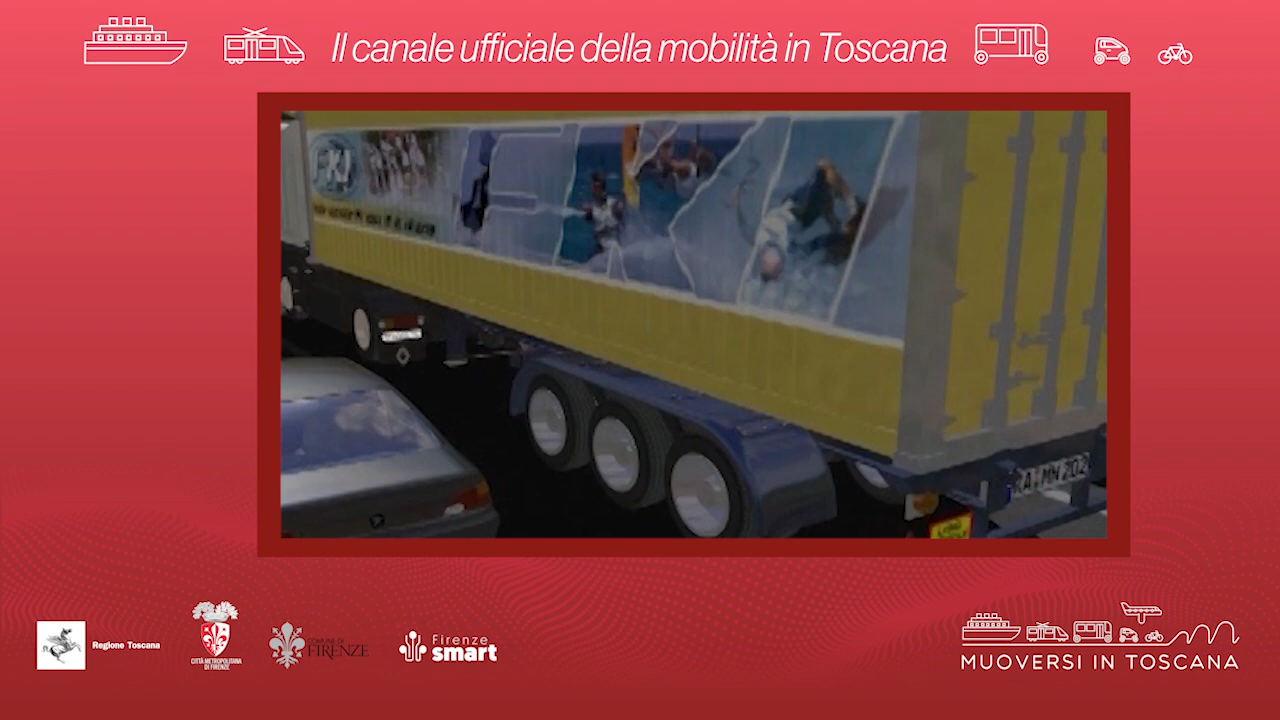 Il canale ufficiale della mobilità in Toscana
Regione Toscana
CITTÀ METROPOLITANA
DI FIRENZE
COMUNE DI
FIRENZE
Firenze
smart
MUOVERSI IN TOSCANA